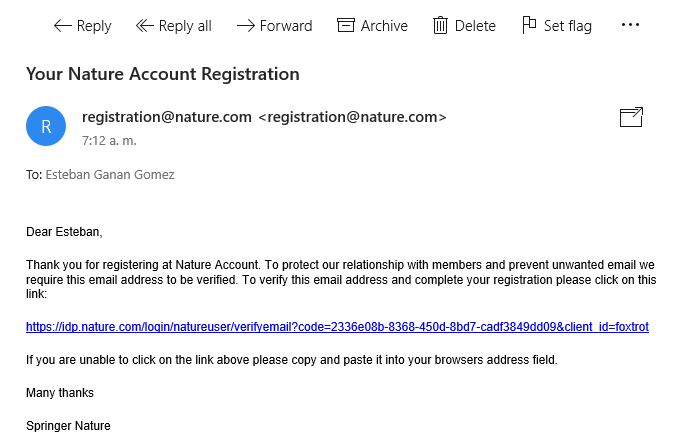 Reply Reply all Forward Archive Delete Set flag ...
Your Nature Account Registration
R
registration@nature.com <registration@nature.com>
7:12 a. m.
To: Esteban Ganan Gomez
Dear Esteban,
Thank you for registering at Nature Account. To protect our relationship with members and prevent unwanted email we
require this email address to be verified. To verify this email address and complete your registration please click on this
link:
https://idp.nature.com/login/natureuser/verifyemail?code=2336e08b-8368-450d-8bd7-cadf3849dd09&client_id=foxtrot
If you are unable to click on the link above please copy and paste it into your browsers address field.
Many thanks
Springer Nature